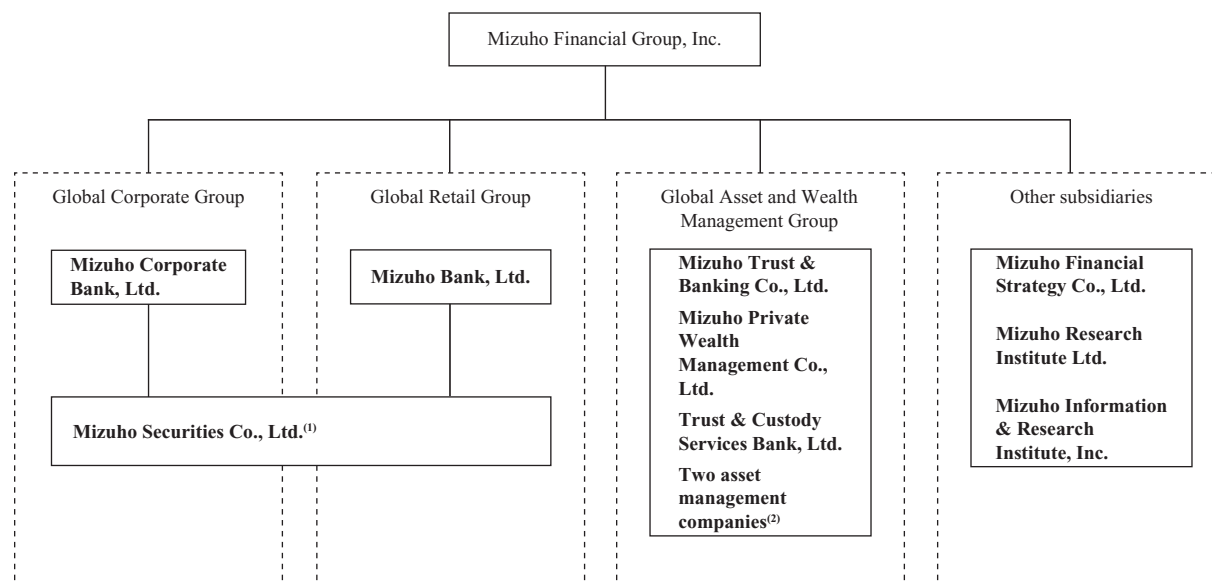 Mizuho Financial Group, Inc.
Global Corporate Group
Mizuho Corporate
Bank, Ltd.
Global Retail Group
Mizuho Bank, Ltd.
Mizuho Securities Co., Ltd.(1)
Global Asset and Wealth
Management Group
Mizuho Trust &
Banking Co., Ltd.
Mizuho Private
Wealth
Management Co.,
Ltd.
Trust & Custody
Services Bank, Ltd.
Two asset
management
companies(2)
Other subsidiaries
Mizuho Financial
Strategy Co., Ltd.
Mizuho Research
Institute Ltd.
Mizuho Information
& Research
Institute, Inc.